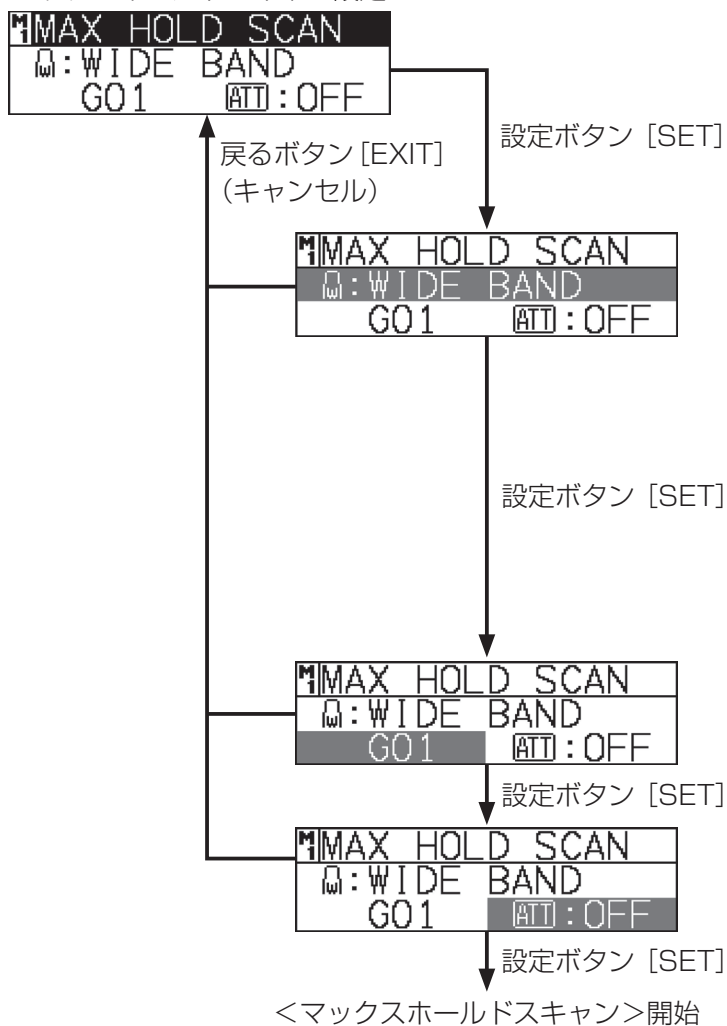 M1 MAX HOLD SCAN
:WIDE BAND
G01 ATT:OFF
設定ボタン [SET]
戻るボタン[EXIT]
(キャンセル)
M1 MAX HOLD SCAN
:WIDE BAND
G01 ATT:OFF
設定ボタン [SET]
M1 MAX HOLD SCAN
:WIDE BAND
G01 ATT:OFF
設定ボタン [SET]
M1 MAX HOLD SCAN
:WIDE BAND
G01 ATT:OFF
設定ボタン [SET]
<マックスホールドスキャン>開始